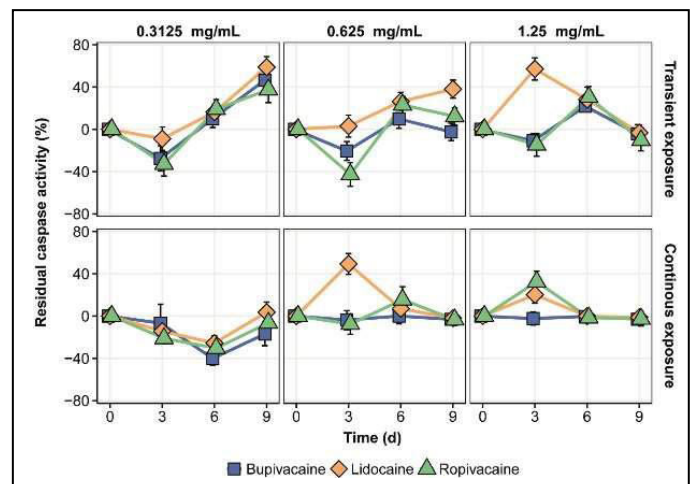 0.3125 mg/mL
0.625 mg/mL
1.25 mg/mL
80
40
0
−40
−80
Transient exposure
Residual caspase activity (%)
80
40
0
−40
−80
Continous exposure
0 3 6 9
0 3 6 9
0 3 6 9
Time (d)
Bupivacaine Lidocaine Ropivacaine